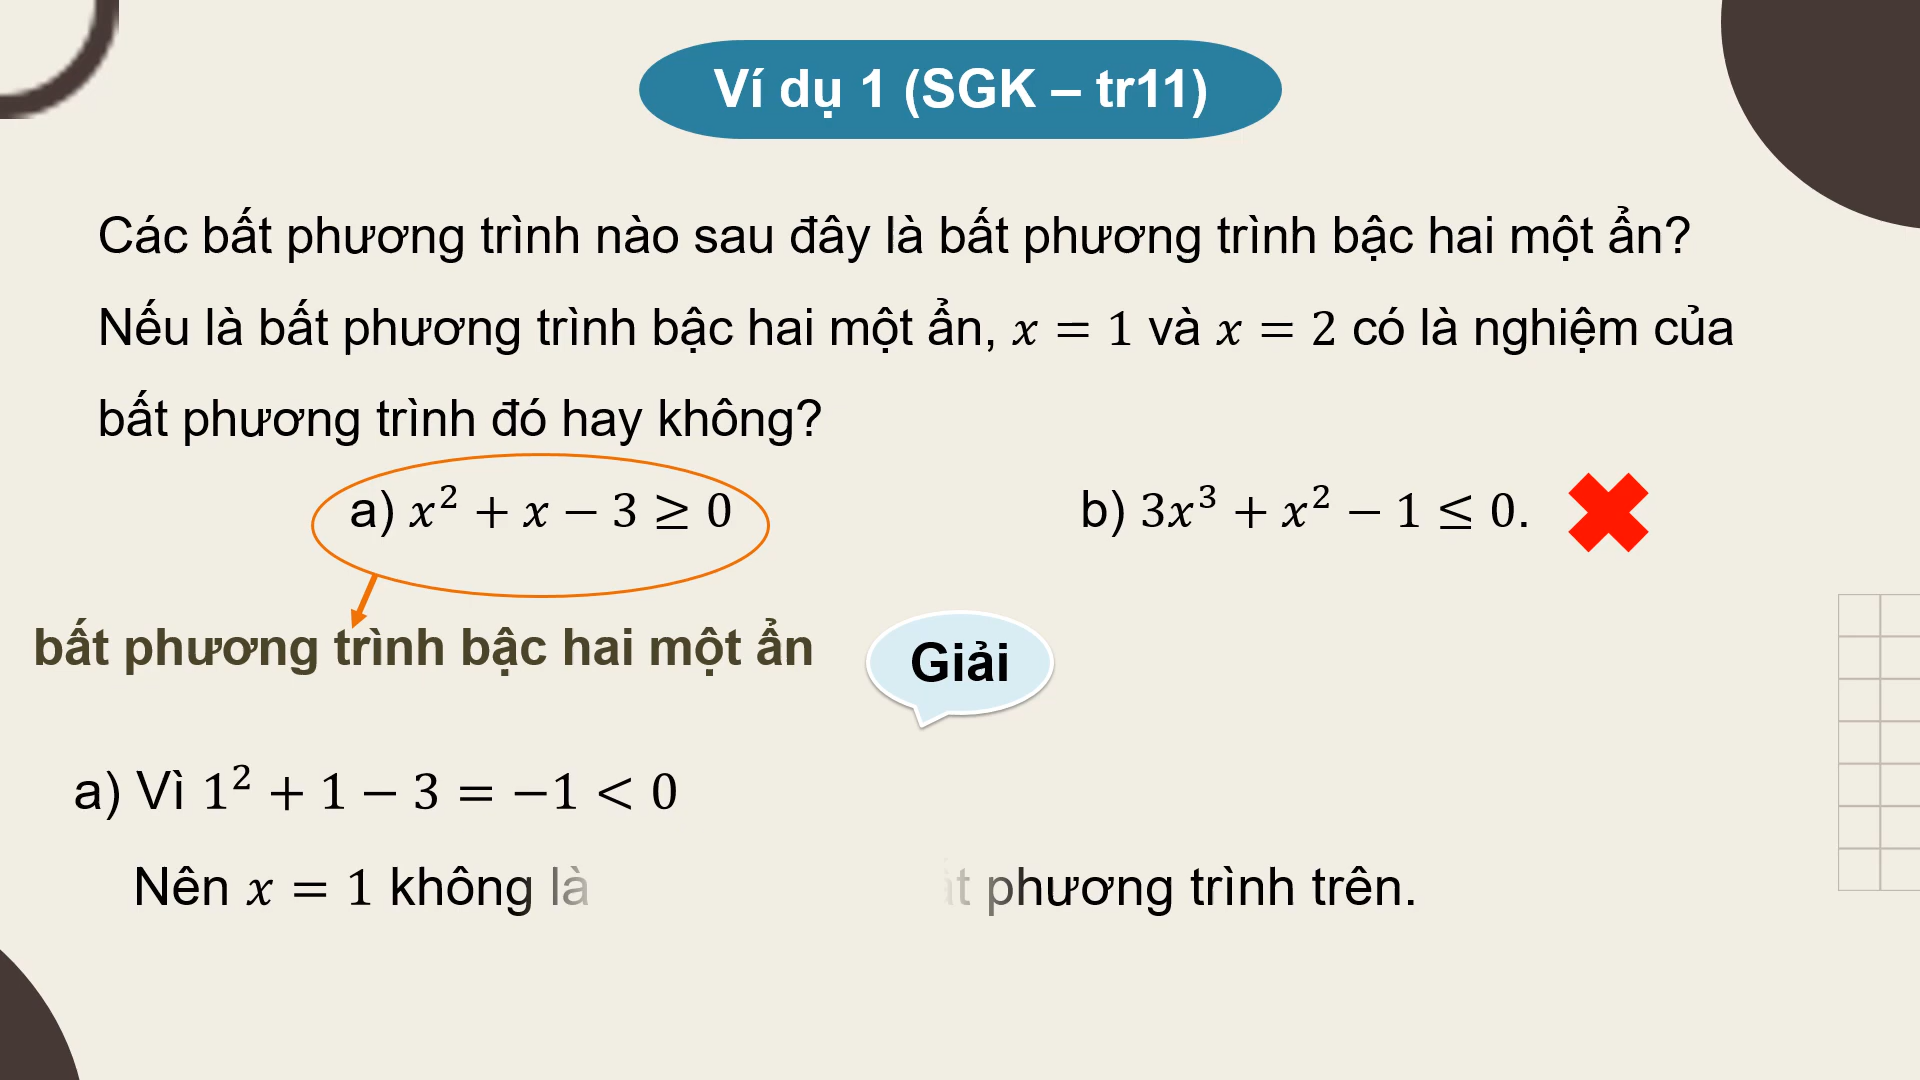 Ví dụ 1 (SGK – tr11)
Các bất phương trình nào sau đây là bất phương trình bậc hai một ẩn?
Nếu là bất phương trình bậc hai một ẩn, x = 1 và x = 2 có là nghiệm của
bất phương trình đó hay không?
a) x² + x − 3 ≥ 0
b) 3x³ + x² − 1 ≤ 0.
bất phương trình bậc hai một ẩn
Giải
a) Vì 1² + 1 − 3 = −1 < 0
Nên x = 1 không là phương trình trên.